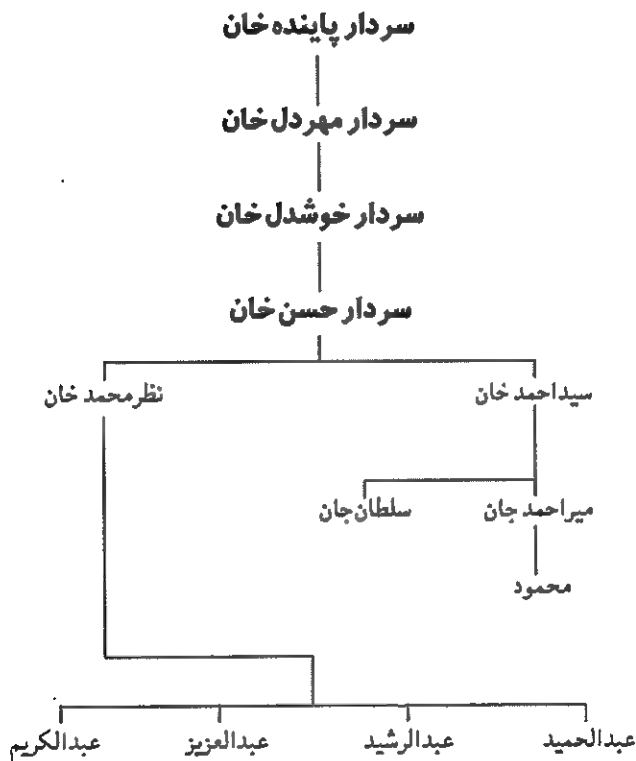 سردار پاینده خان
سردار مهردل خان
سردار خوشدل خان
سردار حسن خان
سیداحمد خان نظرمحمد خان
میراحمد جان سلطان جان
محمود
عبدالحمید عبدالرشید عبدالعزیز عبدالکریم